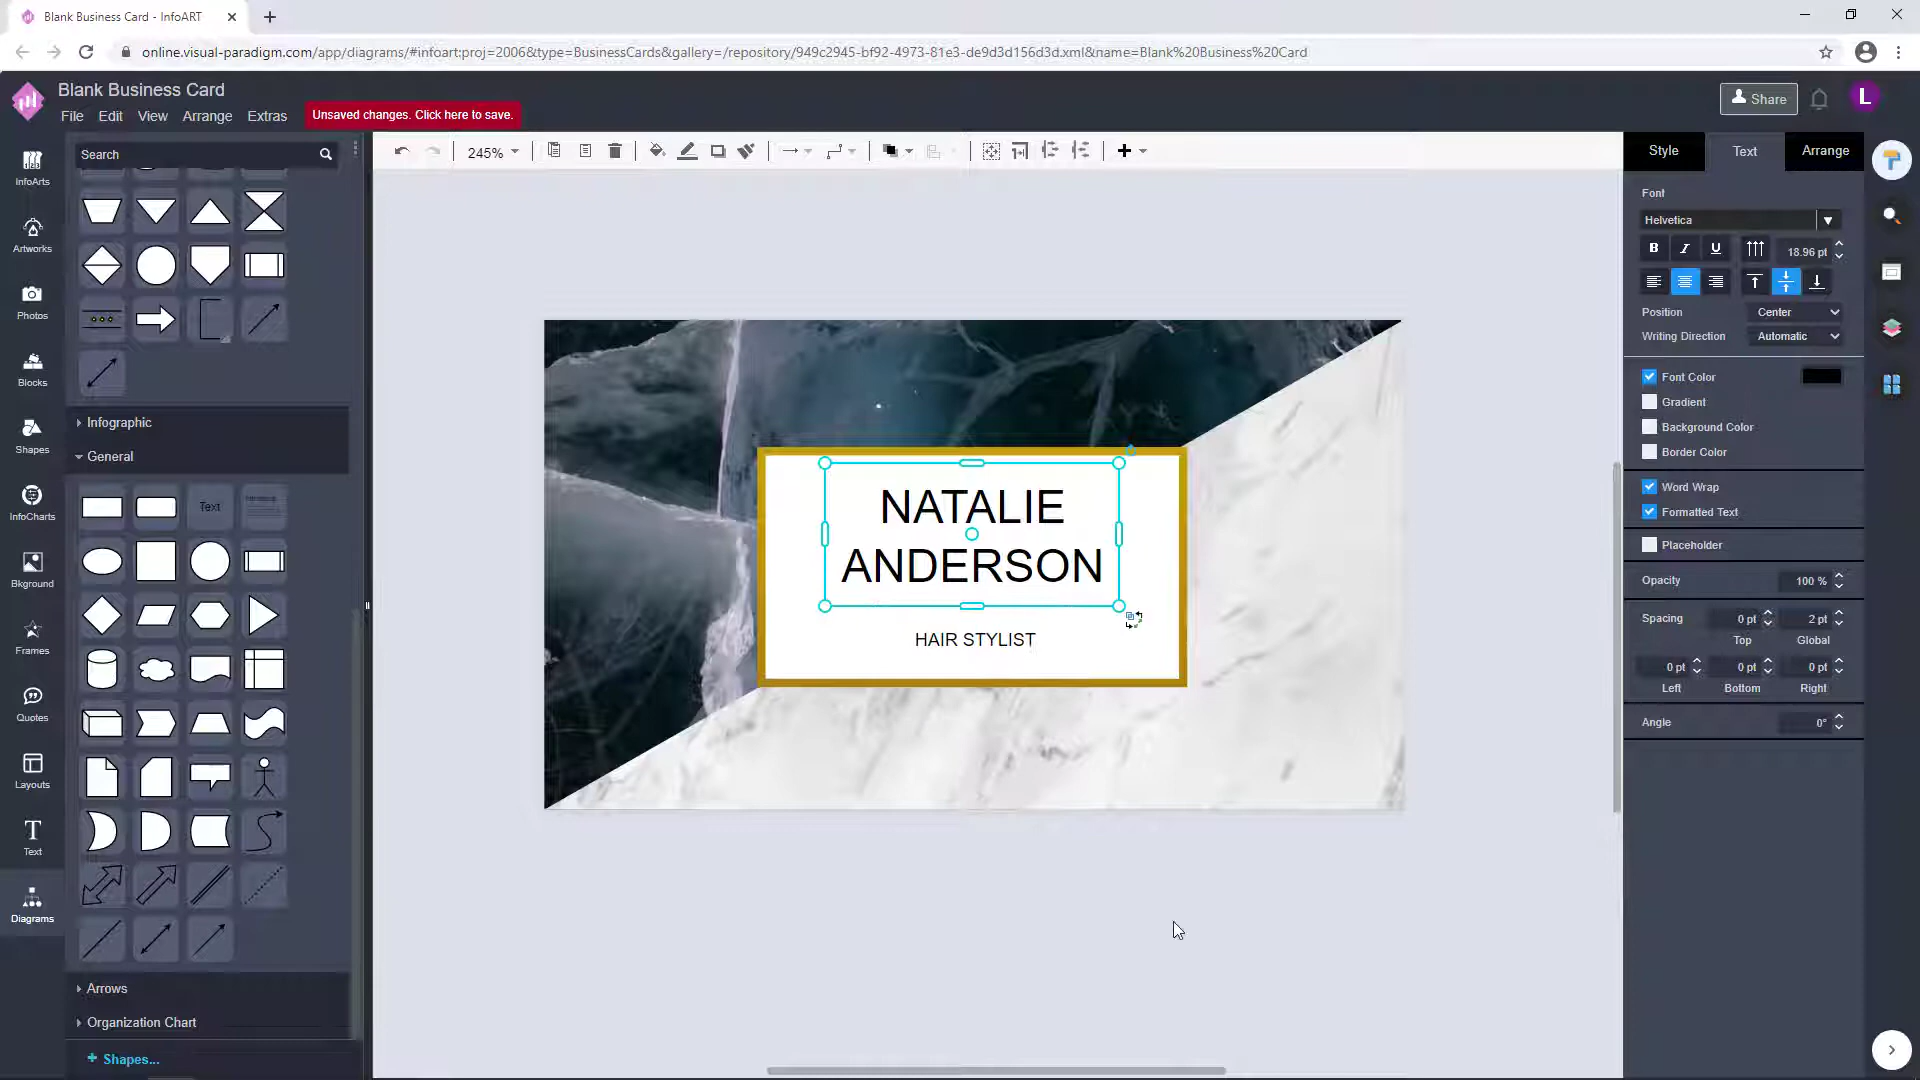 Blank Business Card - InfoART
online.visual-paradigm.com/app/diagrams/#infoart:proj=2006&type=BusinessCards&gallery=/repository/949c2945-bf92-4973-81e3-de9d3d156d3d.xml&name=Blank%20Business%20Card
Blank Business Card
Share
L
File
Edit
View
Arrange
Extras
Unsaved changes. Click here to save.
Search
245%
Style
Text
Arrange
InfoArts
Artworks
Photos
Blocks
Shapes
InfoCharts
Bkground
Frames
Quotes
Layouts
Text
Diagrams
Infographic
General
Text
Arrows
Organization Chart
+ Shapes...
NATALIE
ANDERSON
HAIR STYLIST
Font
Helvetica
B I U
18.96 pt
Position Center
Writing Direction Automatic
Font Color
Gradient
Background Color
Border Color
Word Wrap
Formatted Text
Placeholder
Opacity 100 %
Spacing 0 pt 2 pt
Top Global
0 pt 0 pt 0 pt
Left Bottom Right
Angle 0°